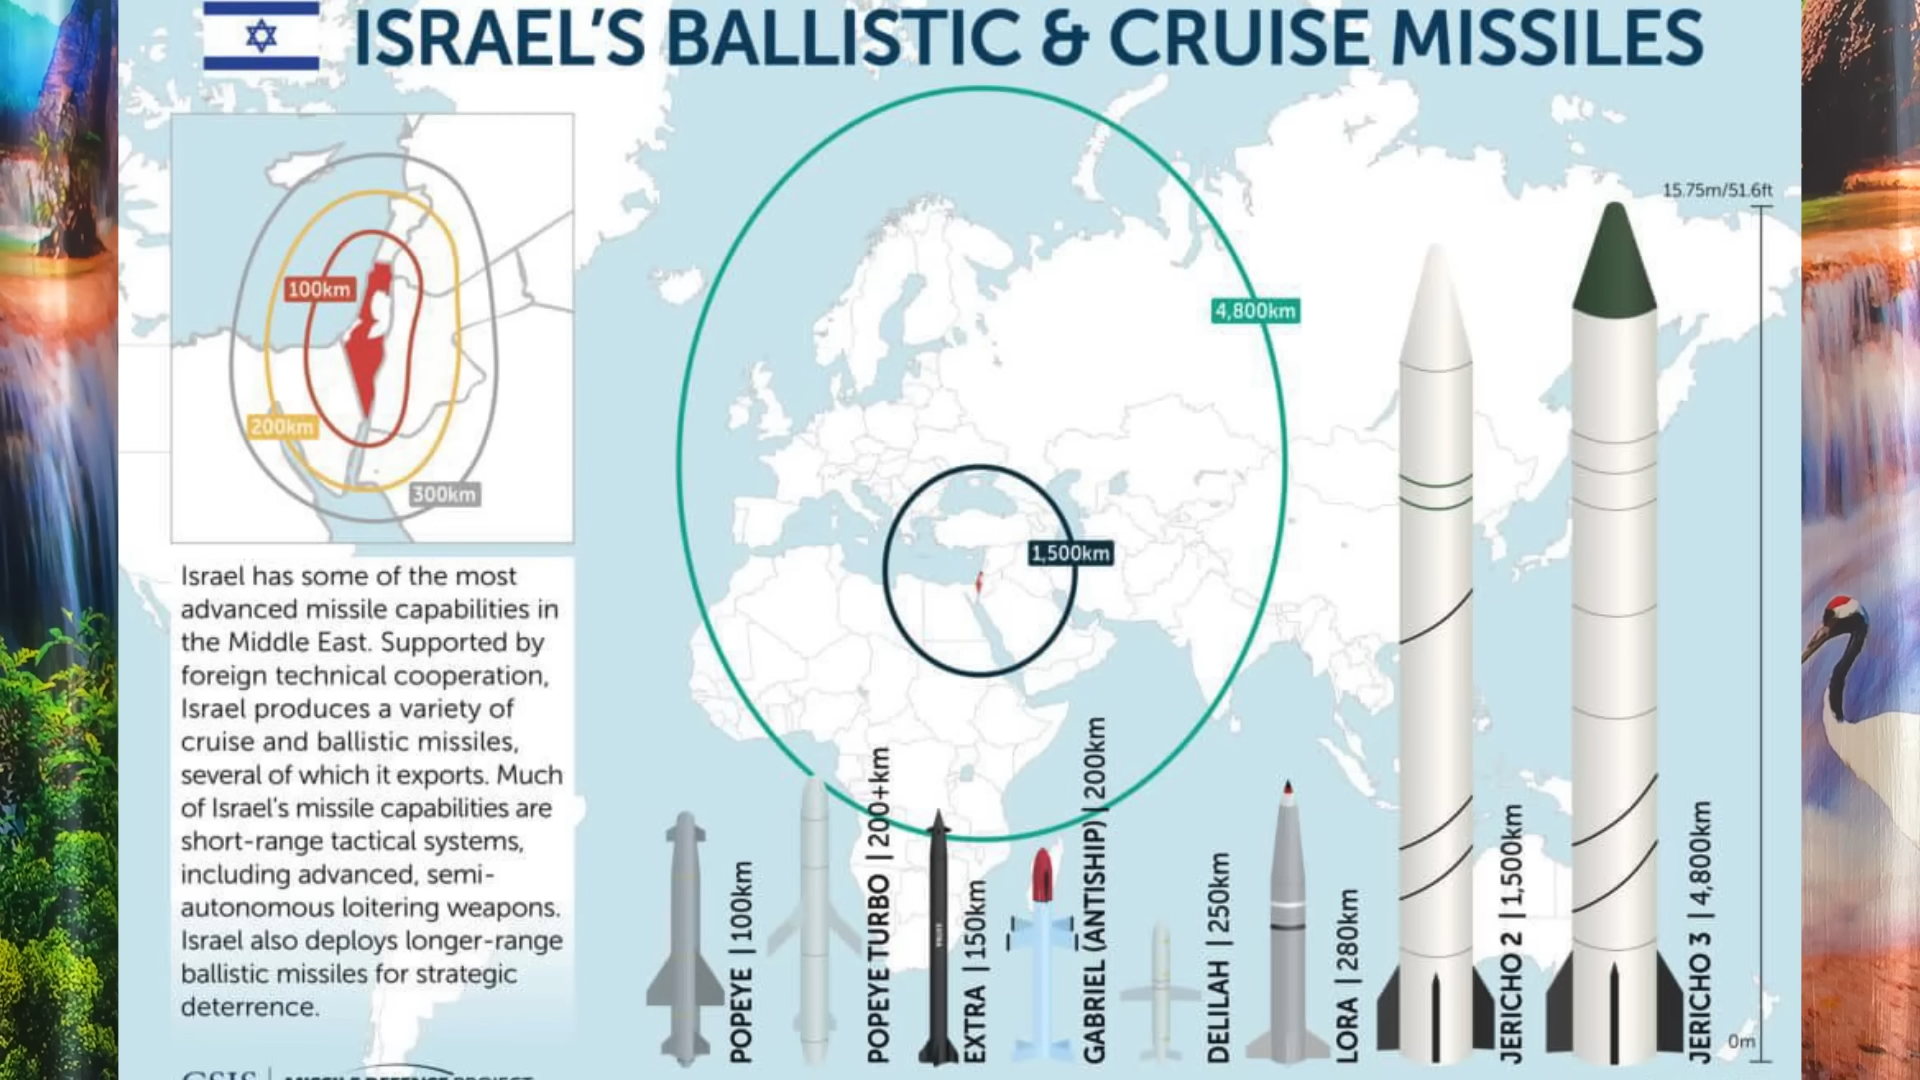 ISRAEL'S BALLISTIC & CRUISE MISSILES
100km
200km
300km
Israel has some of the most
advanced missile capabilities in
the Middle East. Supported by
foreign technical cooperation,
Israel produces a variety of
cruise and ballistic missiles,
several of which it exports. Much
of Israel's missile capabilities are
short-range tactical systems,
including advanced, semi-
autonomous loitering weapons.
Israel also deploys longer-range
ballistic missiles for strategic
deterrence.
CSIS | MISSILE DEFENSE PROJECT
4,800km
1,500km
POPEYE | 100km
POPEYE TURBO | 200+km
EXTRA | 150km
GABRIEL (ANTISHIP) | 200km
DELILAH | 250km
LORA | 280km
JERICHO 2 | 1,500km
JERICHO 3 | 4,800km
15.75m/51.6ft
0m